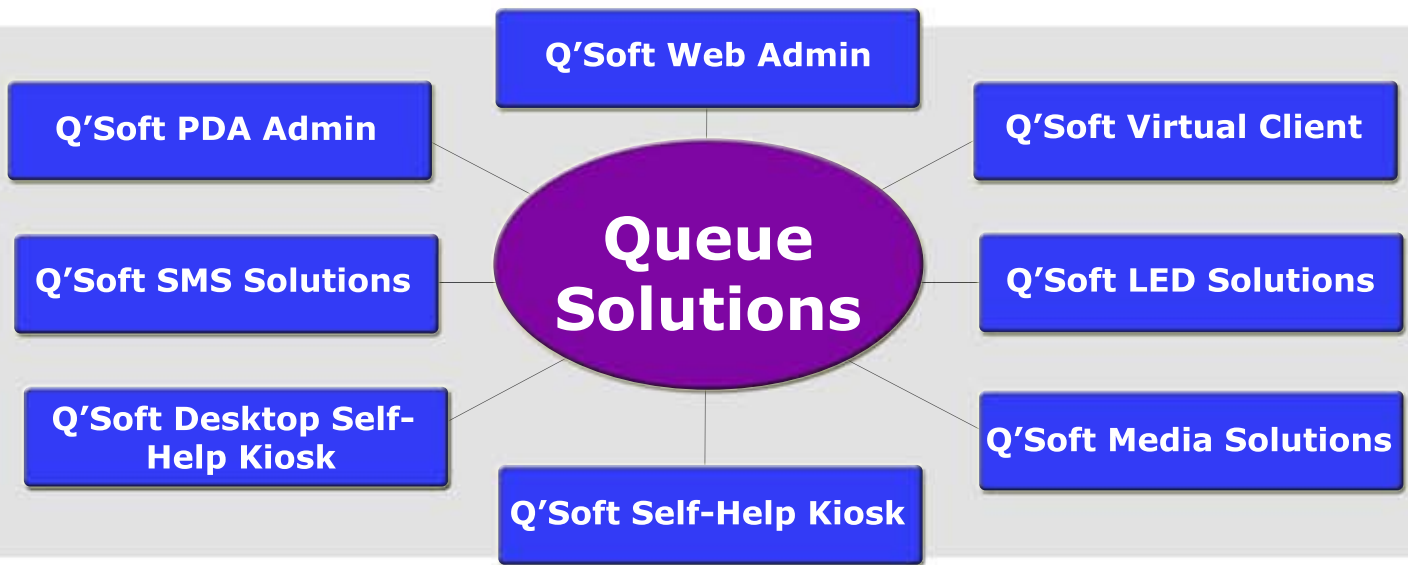 Q’Soft Web Admin
Q’Soft PDA Admin
Q’Soft Virtual Client
Queue
Solutions
Q’Soft SMS Solutions
Q’Soft LED Solutions
Q’Soft Desktop Self-
Help Kiosk
Q’Soft Media Solutions
Q’Soft Self-Help Kiosk